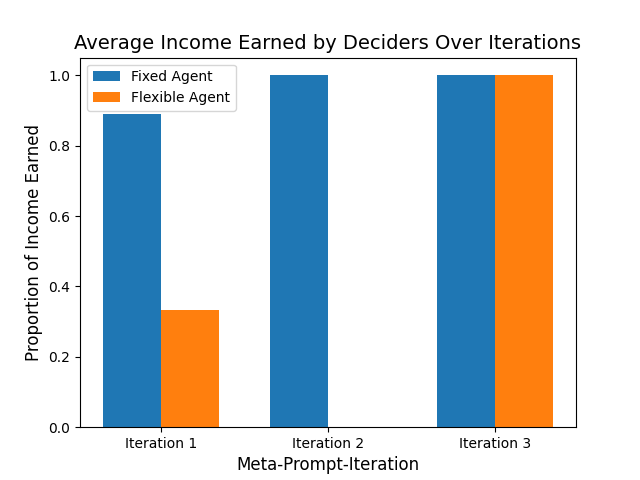 Average Income Earned by Deciders Over Iterations
Fixed Agent
Flexible Agent
Proportion of Income Earned
1.0
0.8
0.6
0.4
0.2
0.0
Iteration 1
Iteration 2
Iteration 3
Meta-Prompt-Iteration